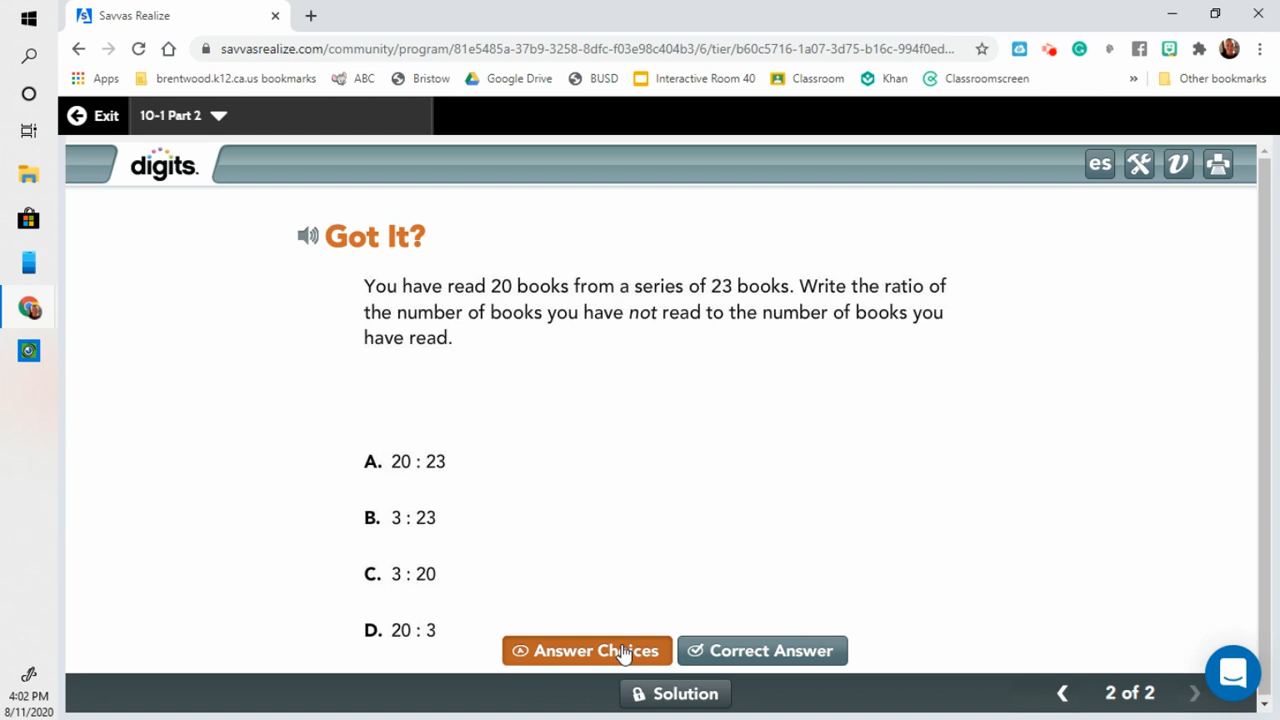 Savvas Realize
savvasrealize.com/community/program/81e5485a-37b9-3258-8dfc-f03e98c404b3/6/tier/b60c5716-1a07-3d75-b16c-994f0ed...
Apps brentwood.k12.ca.us bookmarks ABC Bristow Google Drive BUSD Interactive Room 40 Classroom Khan Classroomscreen » Other bookmarks
Exit 10-1 Part 2
digits. es
Got It?
You have read 20 books from a series of 23 books. Write the ratio of
the number of books you have not read to the number of books you
have read.
A. 20 : 23
B. 3 : 23
C. 3 : 20
D. 20 : 3
Answer Choices Correct Answer
Solution 2 of 2
4:02 PM
8/11/2020